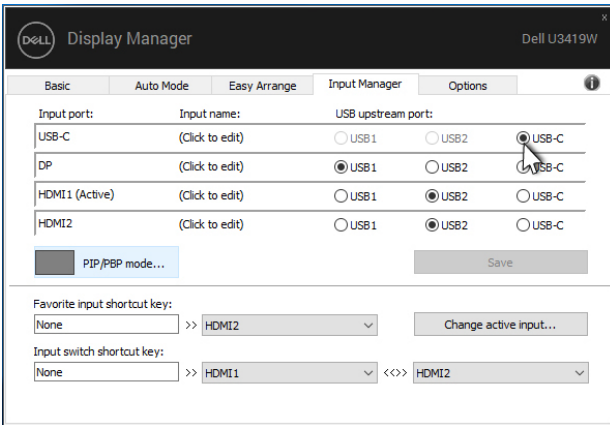 DELL Display Manager Dell U3419W
Basic Auto Mode Easy Arrange Input Manager Options
Input port: Input name: USB upstream port:
USB-C (Click to edit) USB1 USB2 USB-C
DP (Click to edit) USB1 USB2 USB-C
HDMI1 (Active) (Click to edit) USB1 USB2 USB-C
HDMI2 (Click to edit) USB1 USB2 USB-C
PIP/PBP mode... Save
Favorite input shortcut key:
None >> HDMI2 Change active input...
Input switch shortcut key:
None >> HDMI1 <<>> HDMI2